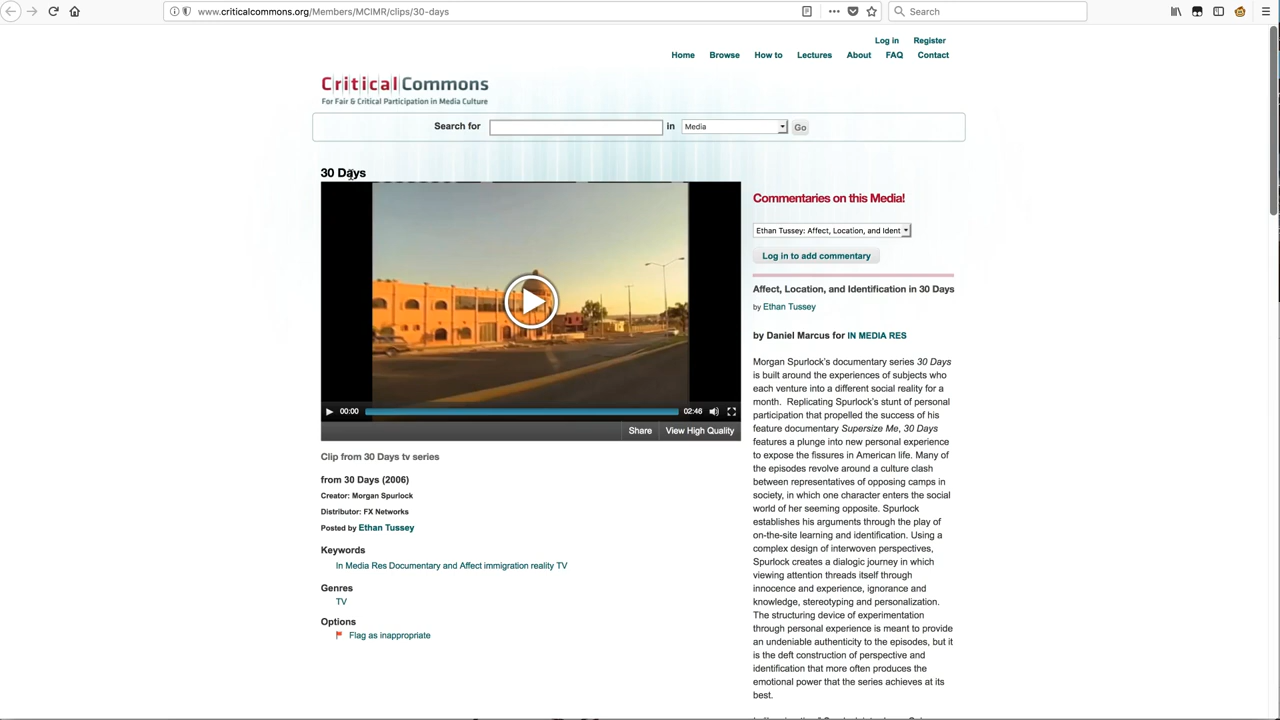 www.criticalcommons.org/Members/MCIMR/clips/30-days
Search
Log in Register
Home Browse How to Lectures About FAQ Contact
Critical Commons
For Fair & Critical Participation in Media Culture
Search for in Media Go
30 Days
00:00 02:46
Share View High Quality
Clip from 30 Days tv series
from 30 Days (2006)
Creator: Morgan Spurlock
Distributor: FX Networks
Posted by Ethan Tussey
Keywords
In Media Res Documentary and Affect immigration reality TV
Genres
TV
Options
Flag as inappropriate
Commentaries on this Media!
Ethan Tussey: Affect, Location, and Ident
Log in to add commentary
Affect, Location, and Identification in 30 Days
by Ethan Tussey
by Daniel Marcus for IN MEDIA RES
Morgan Spurlock's documentary series 30 Days
is built around the experiences of subjects who
each venture into a different social reality for a
month. Replicating Spurlock's stunt of personal
participation that propelled the success of his
feature documentary Supersize Me, 30 Days
features a plunge into new personal experience
to expose the fissures in American life. Many of
the episodes revolve around a culture clash
between representatives of opposing camps in
society, in which one character enters the social
world of her seeming opposite. Spurlock
establishes his arguments through the play of
on-the-site learning and identification. Using a
complex design of interwoven perspectives,
Spurlock creates a dialogic journey in which
viewing attention threads itself through
innocence and experience, ignorance and
knowledge, stereotyping and personalization.
The structuring device of experimentation
through personal experience is meant to provide
an undeniable authenticity to the episodes, but it
is the deft construction of perspective and
identification that more often produces the
emotional power that the series achieves at its
best.